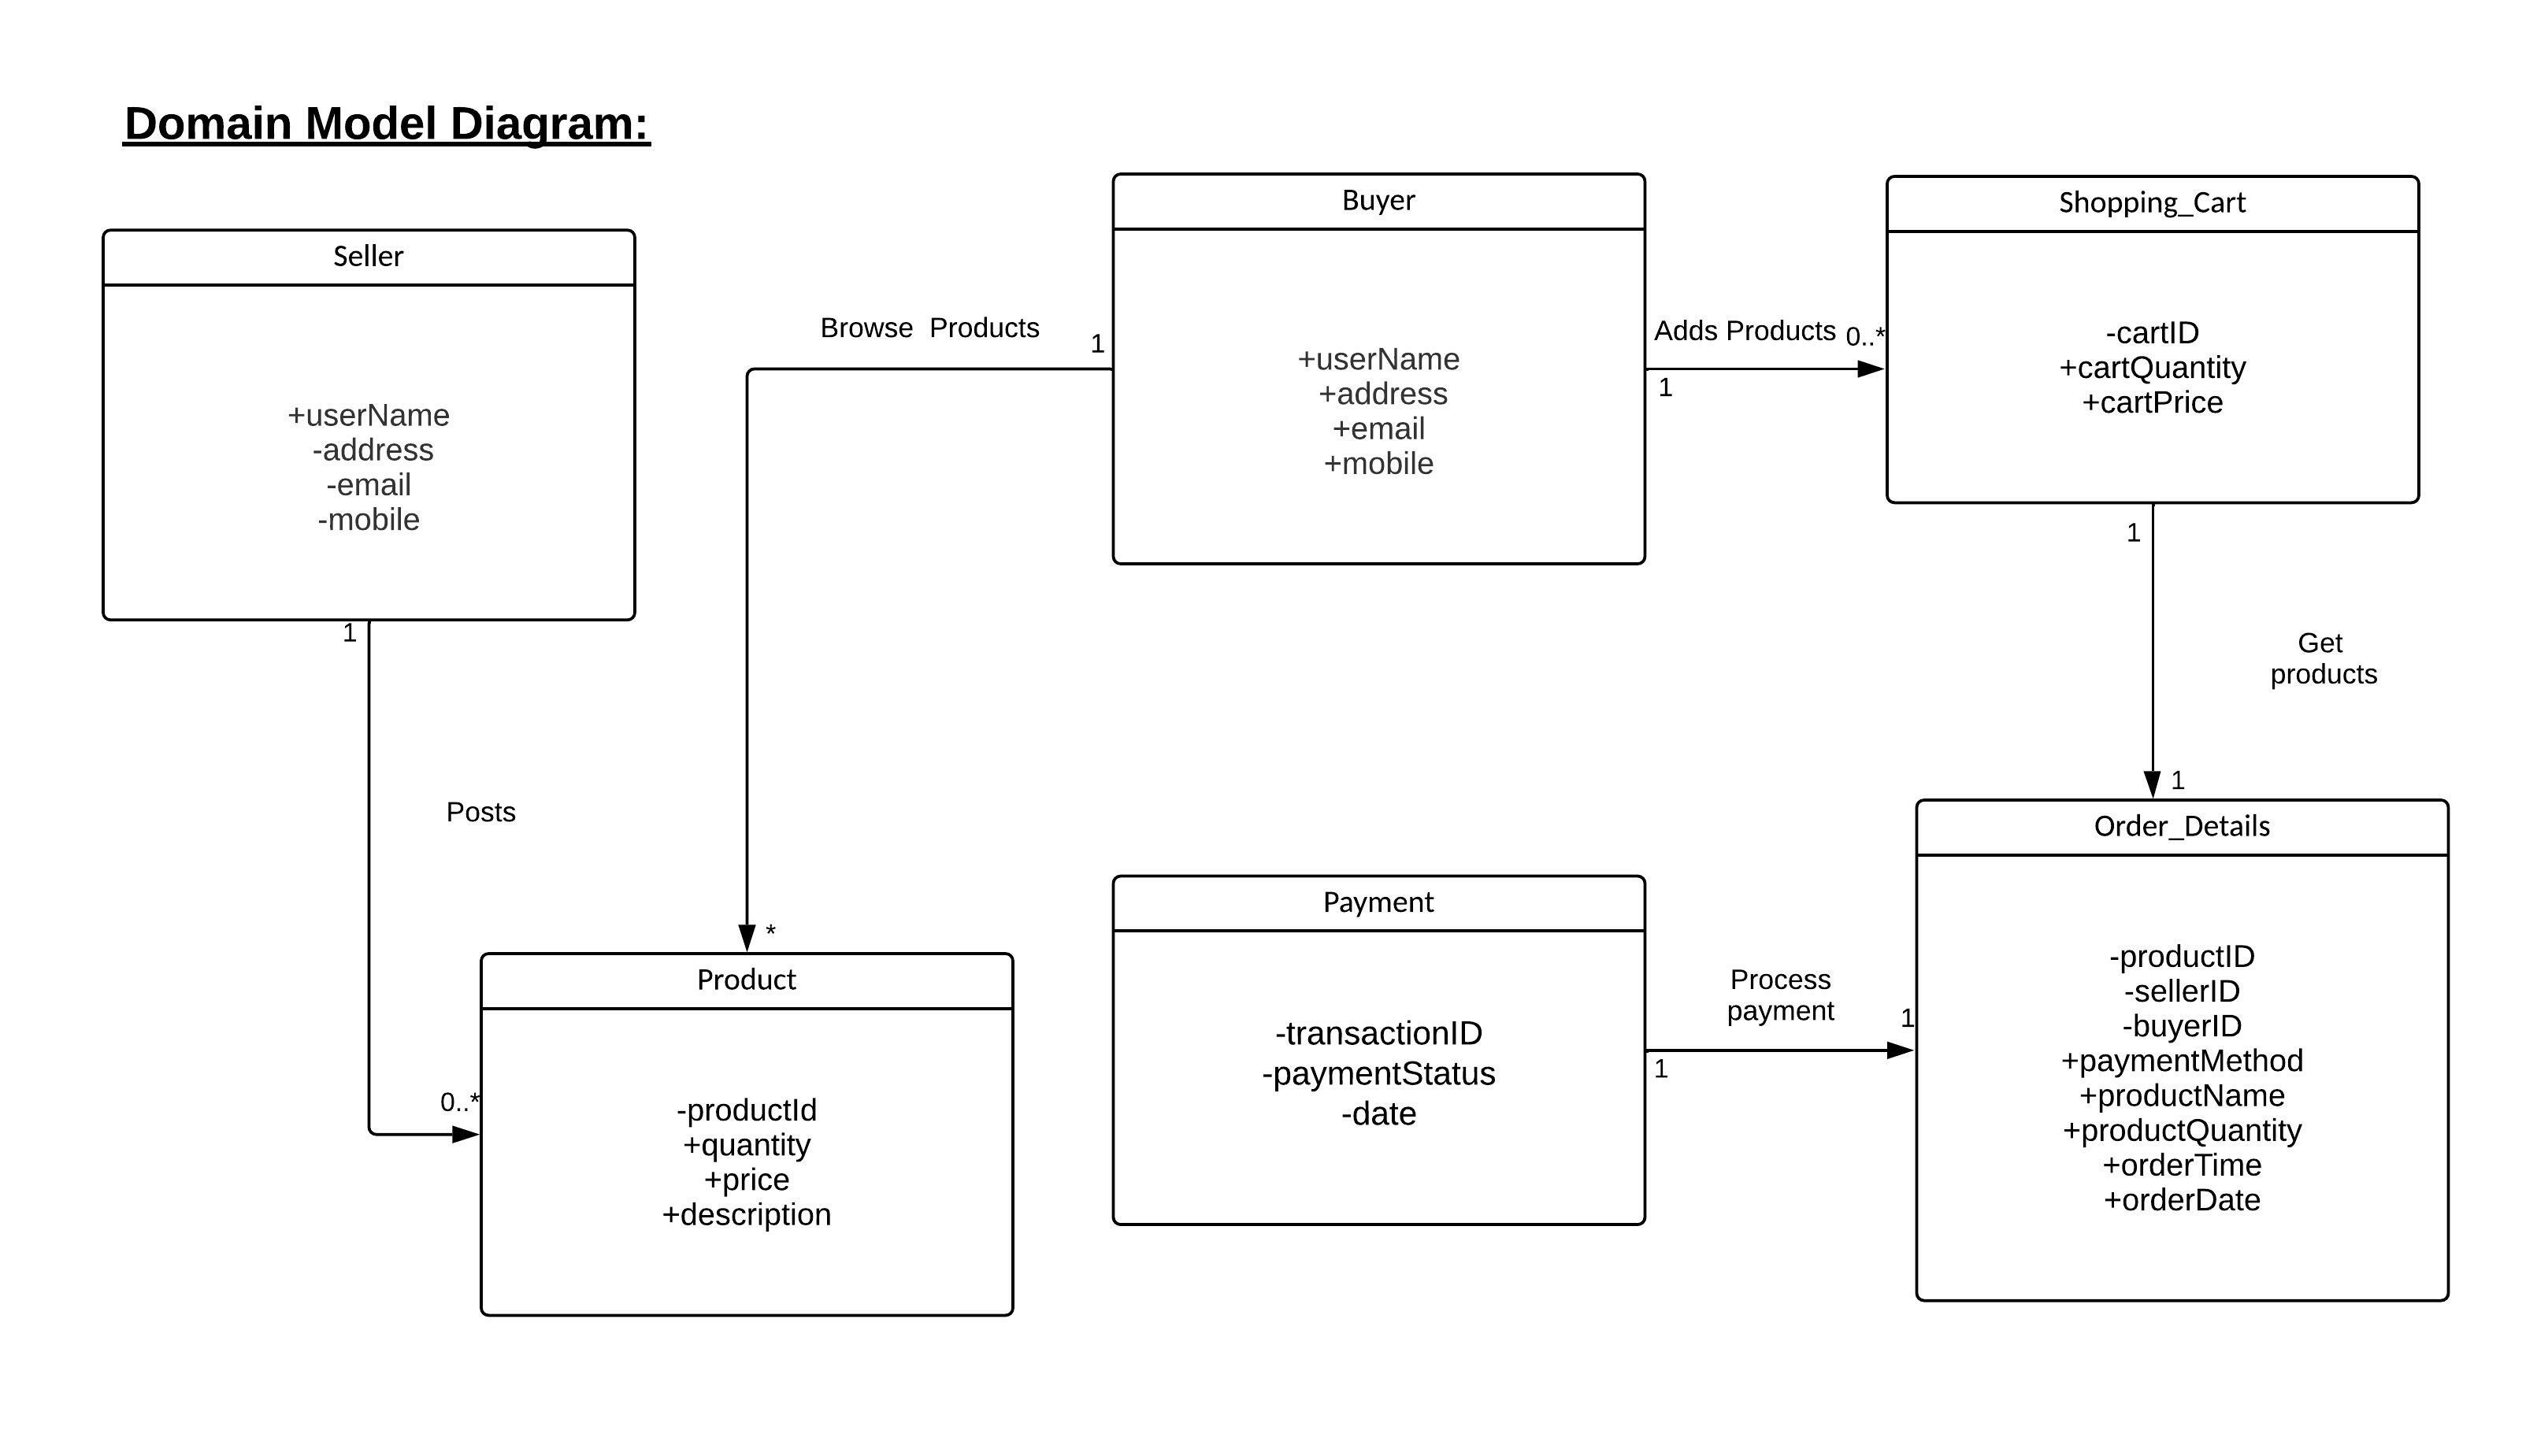 Domain Model Diagram:
Seller
+userName
-address
-email
-mobile
1
Posts
0..*
Browse  Products
1
*
Product
-productId
+quantity
+price
+description
Buyer
+userName
+address
+email
+mobile
Adds Products
0..*
1
Shopping_Cart
-cartID
+cartQuantity
+cartPrice
1
Get
products
1
Payment
-transactionID
-paymentStatus
-date
Process
payment
1
1
Order_Details
-productID
-sellerID
-buyerID
+paymentMethod
+productName
+productQuantity
+orderTime
+orderDate